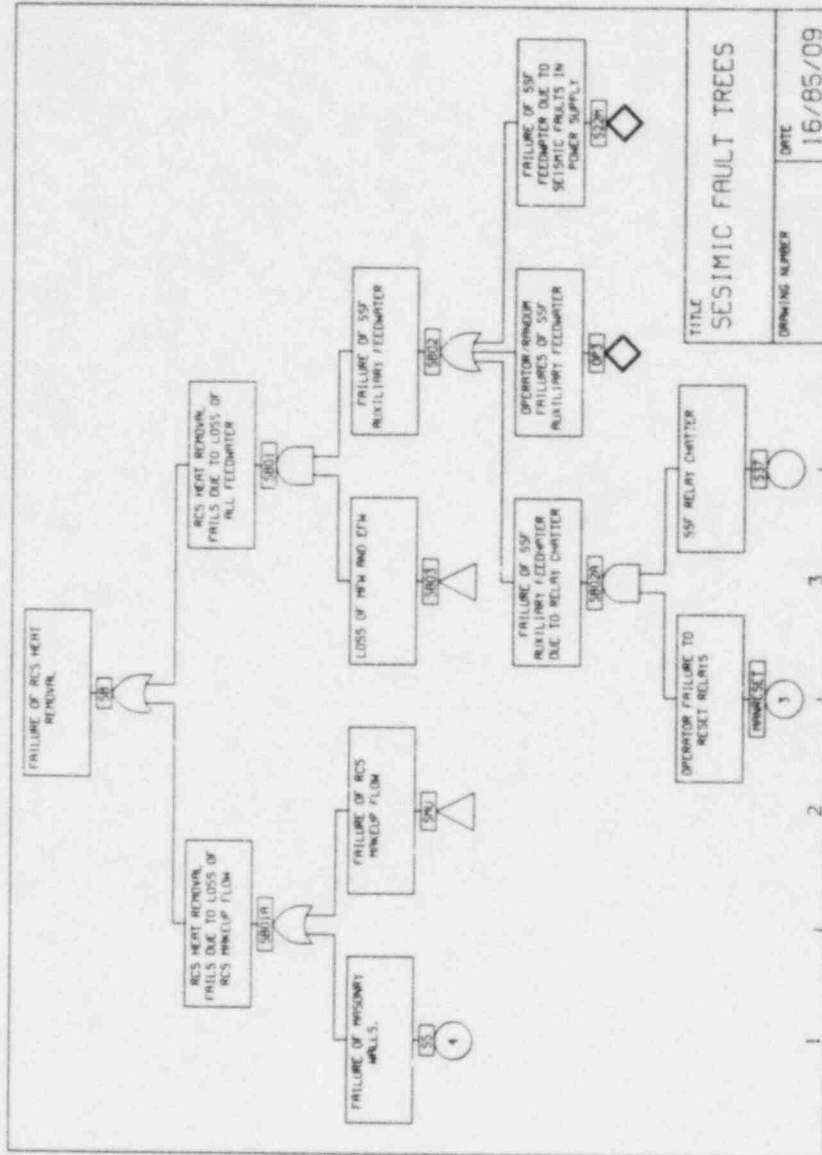 FAILURE OF RCS HEAT
REMOVAL
SB
RCS HEAT REMOVAL
FAILS DUE TO LOSS OF
RCS MAKEUP FLOW
SB01A
RCS HEAT REMOVAL
FAILS DUE TO LOSS OF
ALL FEEDWATER
SB01
FAILURE OF MASONRY
WALLS.
S5
4
FAILURE OF RCS
MAKEUP FLOW
SMU
LOSS OF MFW AND EFW
SB03
FAILURE OF SSF
AUXILIARY FEEDWATER
SB02
FAILURE OF SSF
AUXILIARY FEEDWATER
DUE TO RELAY CHATTER
SB02A
OPERATOR/RANDOM
FAILURES OF SSF
AUXILIARY FEEDWATER
OP3
FAILURE OF SSF
FEEDWATER DUE TO
SEISMIC FAULTS IN
POWER SUPPLY
S22M
OPERATOR FAILURE TO
RESET RELAYS
MANRESET
3
SSF RELAY CHATTER
S37
TITLE
SESIMIC FAULT TREES
DRAWING NUMBER
DATE
16/85/09
1
2
3